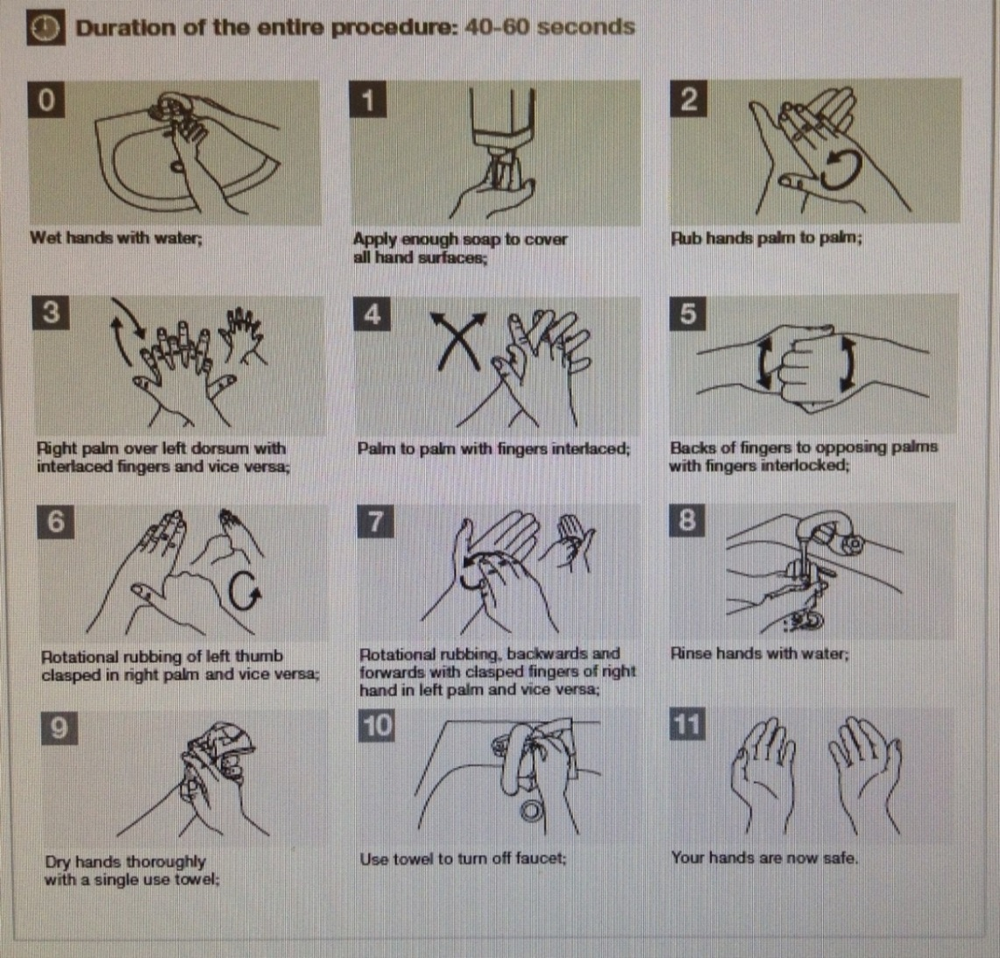 Duration of the entire procedure: 40-60 seconds
0
Wet hands with water;
1
Apply enough soap to cover
all hand surfaces;
2
Rub hands palm to palm;
3
Right palm over left dorsum with
interlaced fingers and vice versa;
4
Palm to palm with fingers interlaced;
5
Backs of fingers to opposing palms
with fingers interlocked;
6
Rotational rubbing of left thumb
clasped in right palm and vice versa;
7
Rotational rubbing, backwards and
forwards with clasped fingers of right
hand in left palm and vice versa;
8
Rinse hands with water;
9
Dry hands thoroughly
with a single use towel;
10
Use towel to turn off faucet;
11
Your hands are now safe.